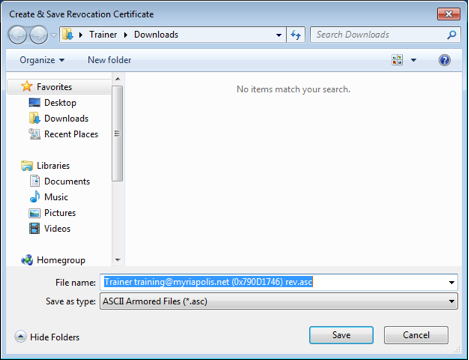 Create & Save Revocation Certificate
Trainer ▸ Downloads
Search Downloads
Organize
New folder
Favorites
Desktop
Downloads
Recent Places
Libraries
Documents
Music
Pictures
Videos
Homegroup
No items match your search.
File name: Trainer training@myriapolis.net (0x790D1746) rev.asc
Save as type: ASCII Armored Files (*.asc)
Hide Folders
Save
Cancel